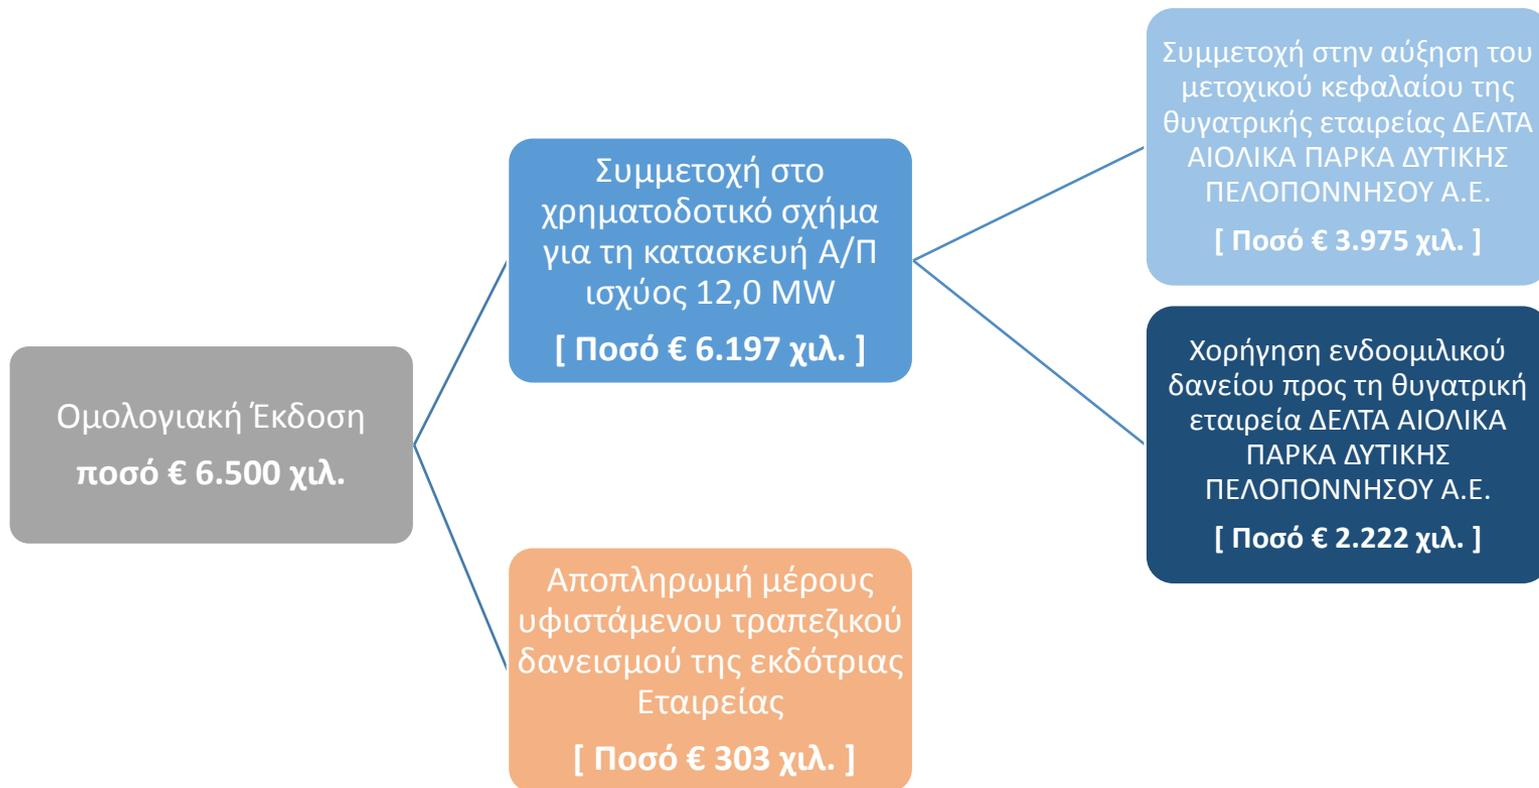 Ομολογιακή Έκδοση
ποσό € 6.500 χιλ.
Συμμετοχή στο
χρηματοδοτικό σχήμα
για τη κατασκευή Α/Π
ισχύος 12,0 MW
[ Ποσό € 6.197 χιλ. ]
Αποπληρωμή μέρους
υφιστάμενου τραπεζικού
δανεισμού της εκδότριας
Εταιρείας
[ Ποσό € 303 χιλ. ]
Συμμετοχή στην αύξηση του
μετοχικού κεφαλαίου της
θυγατρικής εταιρείας ΔΕΛΤΑ
ΑΙΟΛΙΚΑ ΠΑΡΚΑ ΔΥΤΙΚΗΣ
ΠΕΛΟΠΟΝΝΗΣΟΥ Α.Ε.
[ Ποσό € 3.975 χιλ. ]
Χορήγηση ενδοομιλικού
δανείου προς τη θυγατρική
εταιρεία ΔΕΛΤΑ ΑΙΟΛΙΚΑ
ΠΑΡΚΑ ΔΥΤΙΚΗΣ
ΠΕΛΟΠΟΝΝΗΣΟΥ Α.Ε.
[ Ποσό € 2.222 χιλ. ]